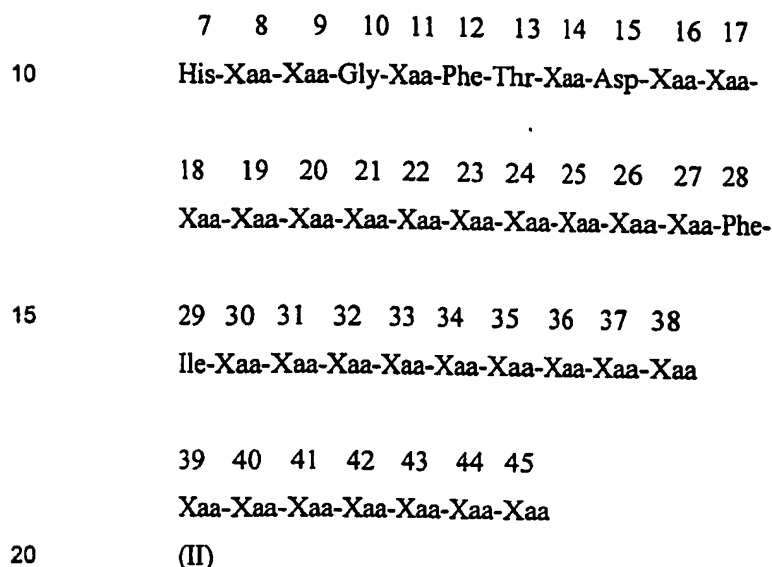 7 8 9 10 11 12 13 14 15 16 17
10 His-Xaa-Xaa-Gly-Xaa-Phe-Thr-Xaa-Asp-Xaa-Xaa-
18 19 20 21 22 23 24 25 26 27 28
Xaa-Xaa-Xaa-Xaa-Xaa-Xaa-Xaa-Xaa-Xaa-Xaa-Phe-
15 29 30 31 32 33 34 35 36 37 38
Ile-Xaa-Xaa-Xaa-Xaa-Xaa-Xaa-Xaa-Xaa-Xaa
39 40 41 42 43 44 45
Xaa-Xaa-Xaa-Xaa-Xaa-Xaa-Xaa
20 (II)